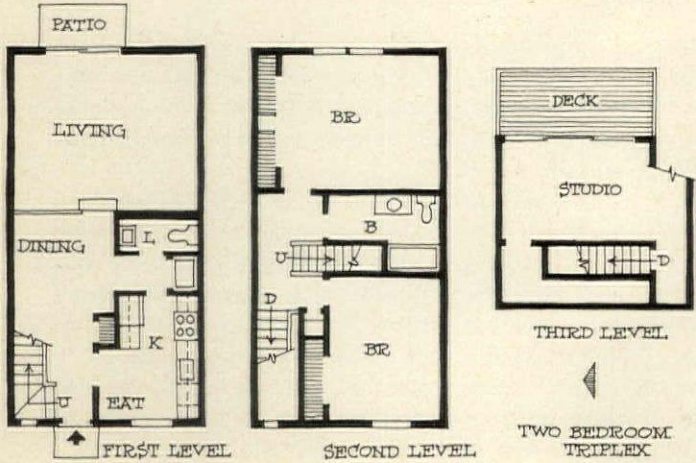 PATIO
LIVING
DINING
L
K
U
EAT
FIRST LEVEL
BR
B
U
D
BR
SECOND LEVEL
DECK
STUDIO
D
THIRD LEVEL
TWO BEDROOM
TRIPLEX